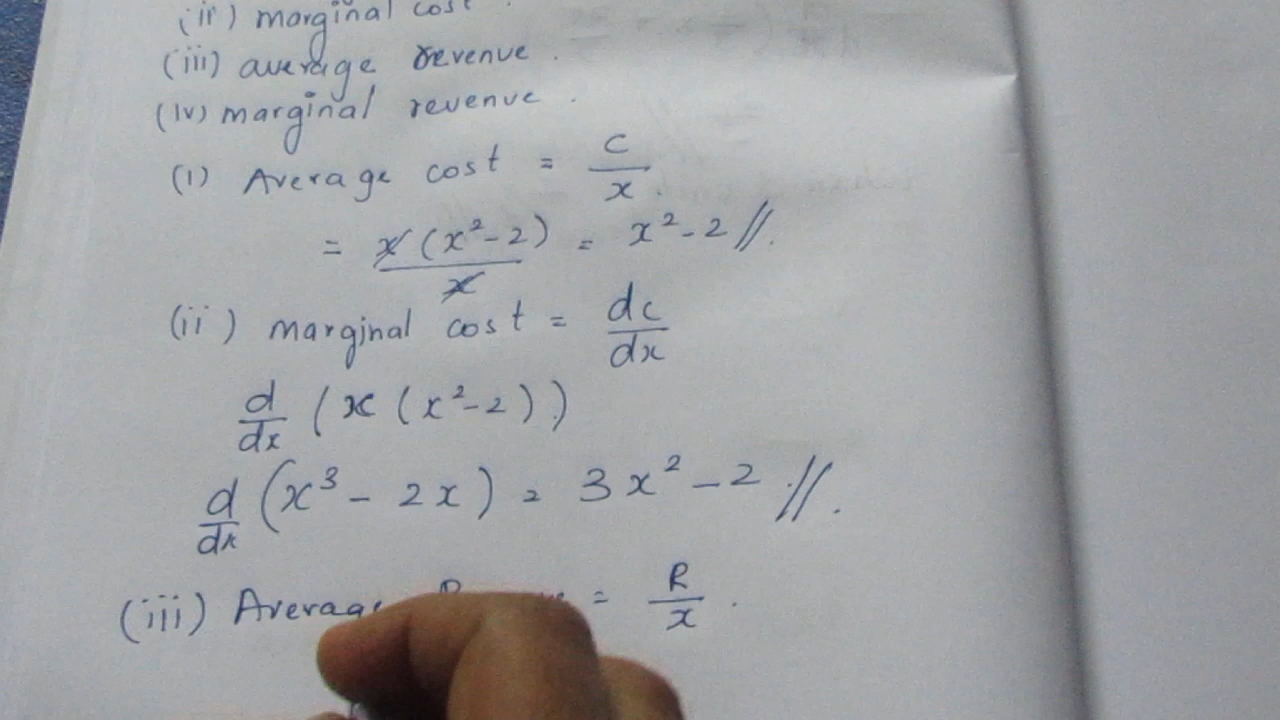 (ii) marginal cost.
(iii) average revenue.
(iv) marginal revenue.
(i) Average cost = C/x.
= x(x²-2)/x = x²-2//.
(ii) marginal cost = dc/dx
d/dx (x(x²-2))
d/dx (x³ - 2x) = 3x² - 2//.
(iii) Average = R/x.